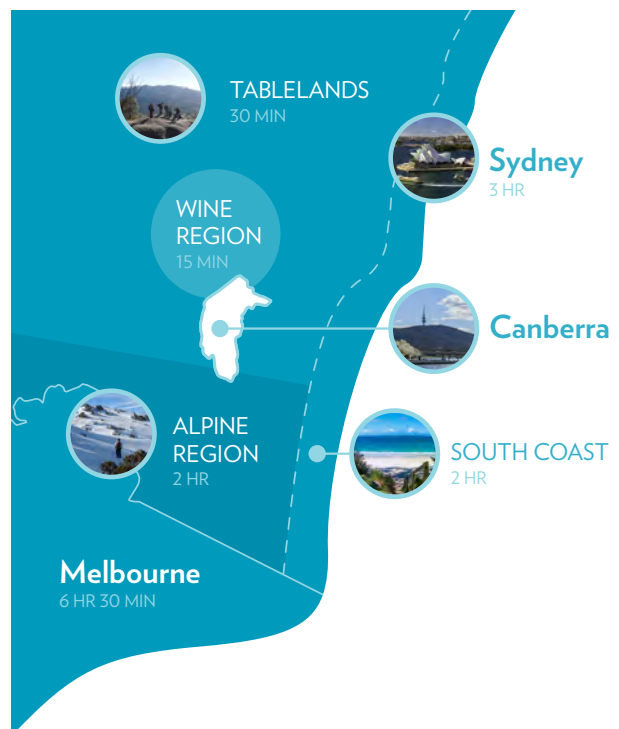 TABLELANDS
30 MIN
Sydney
3 HR
WINE
REGION
15 MIN
Canberra
ALPINE
REGION
2 HR
SOUTH COAST
2 HR
Melbourne
6 HR 30 MIN